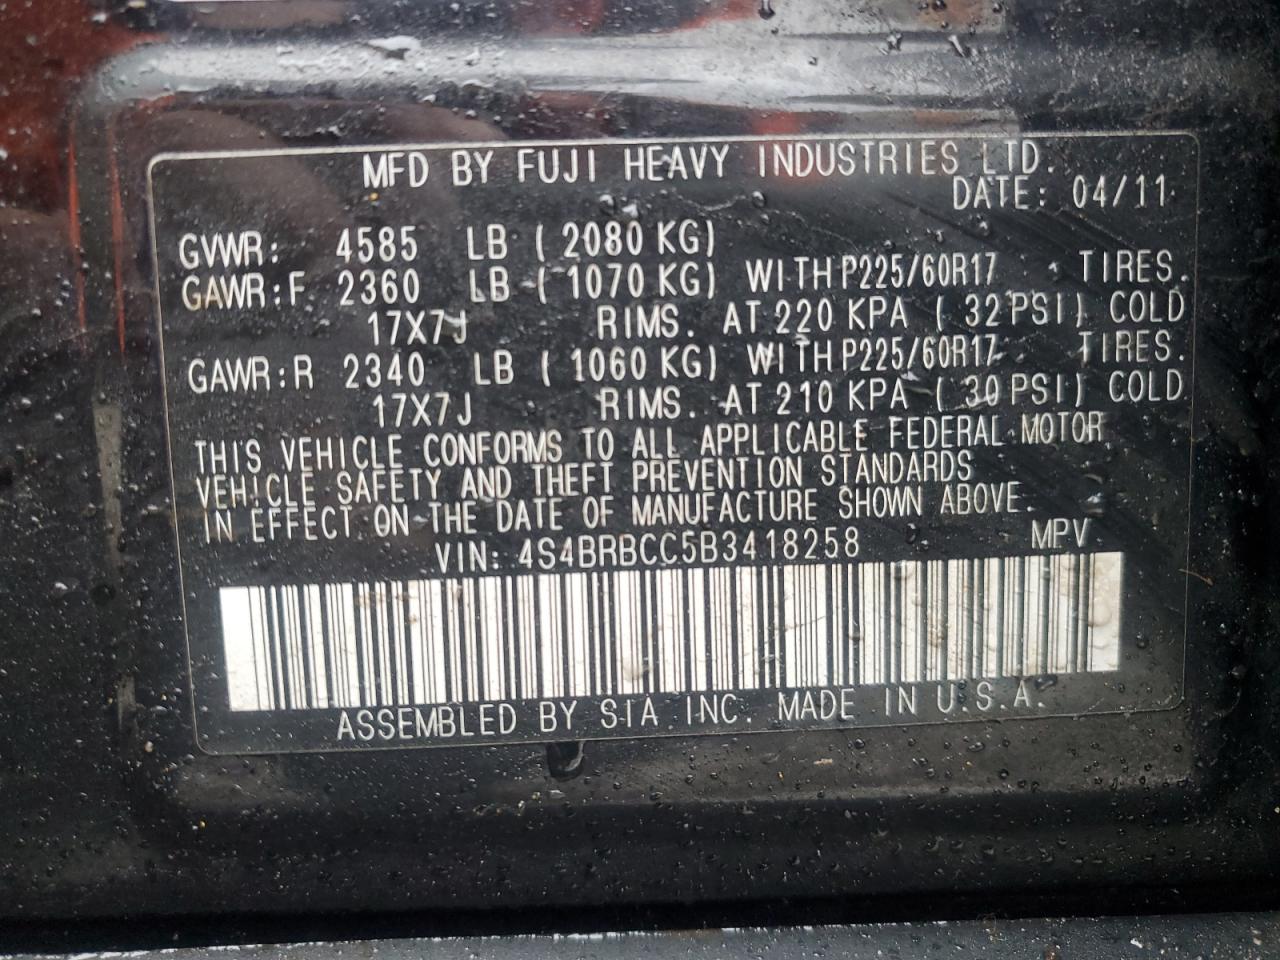 MFD BY FUJI HEAVY INDUSTRIES LTD.
DATE: 04/11
GVWR: 4585 LB ( 2080 KG)
GAWR:F 2360 LB ( 1070 KG) WITH P225/60R17 TIRES.
17X7J RIMS. AT 220 KPA ( 32 PSI) COLD
GAWR:R 2340 LB ( 1060 KG) WITH P225/60R17 TIRES.
17X7J RIMS. AT 210 KPA ( 30 PSI) COLD
THIS VEHICLE CONFORMS TO ALL APPLICABLE FEDERAL MOTOR
VEHICLE SAFETY AND THEFT PREVENTION STANDARDS
IN EFFECT ON THE DATE OF MANUFACTURE SHOWN ABOVE.
VIN: 4S4BRBCC5B3418258 MPV
ASSEMBLED BY SIA INC. MADE IN U.S.A.